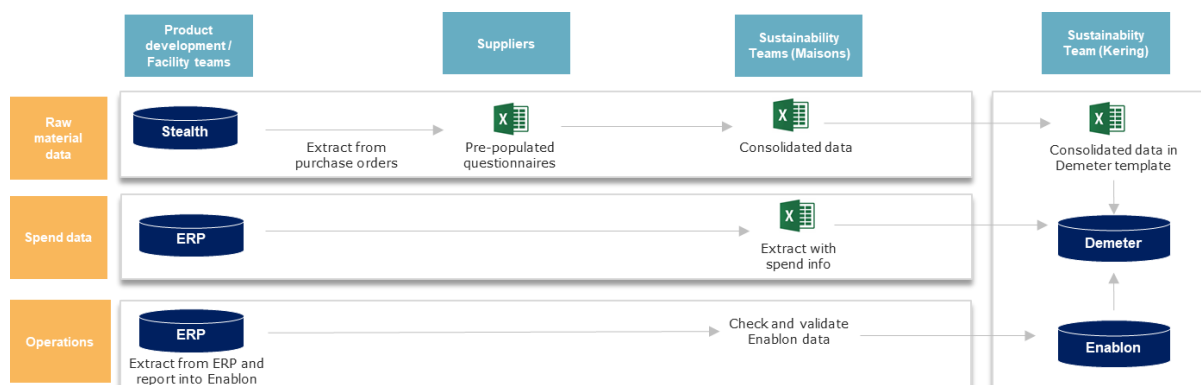 Product
development /
Facility teams
Suppliers
Sustainability
Teams (Maisons)
Sustainabiity
Team (Kering)
Raw
material
data
Stealth
Extract from
purchase orders
Pre-populated
questionnaires
Consolidated data
Consolidated data in
Demeter template
Spend data
ERP
Extract with
spend info
Demeter
Operations
ERP
Extract from ERP and
report into Enablon
Check and validate
Enablon data
Enablon